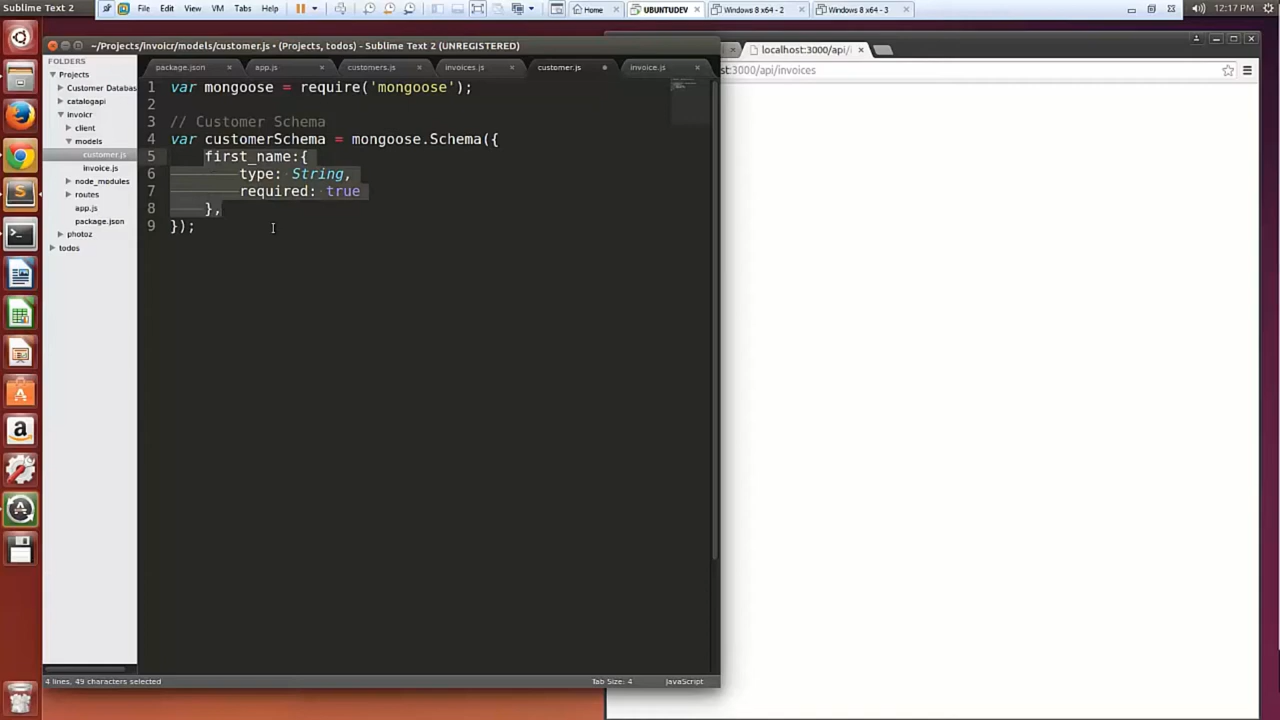 Sublime Text 2
File Edit View VM Tabs Help
Home
UBUNTUDEV
Windows 8 x64 - 2
Windows 8 x64 - 3
12:17 PM
~/Projects/invoicr/models/customer.js • (Projects, todos) - Sublime Text 2 (UNREGISTERED)
localhost:3000/api/i
:3000/api/invoices
FOLDERS
Projects
Customer Databas
catalogapi
invoicr
client
models
customer.js
invoice.js
node_modules
routes
app.js
package.json
photoz
todos
package.json
app.js
customers.js
invoices.js
customer.js
invoice.js
1 var mongoose = require('mongoose');
2
3 // Customer Schema
4 var customerSchema = mongoose.Schema({
5 first_name:{
6 type: String,
7 required: true
8 },
9 });
4 lines, 49 characters selected
Tab Size: 4
JavaScript